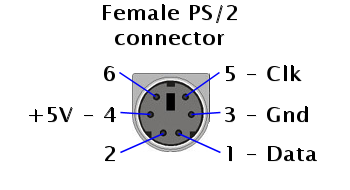 Female PS/2
connector
6 5 - Clk
+5V - 4 3 - Gnd
2 1 - Data